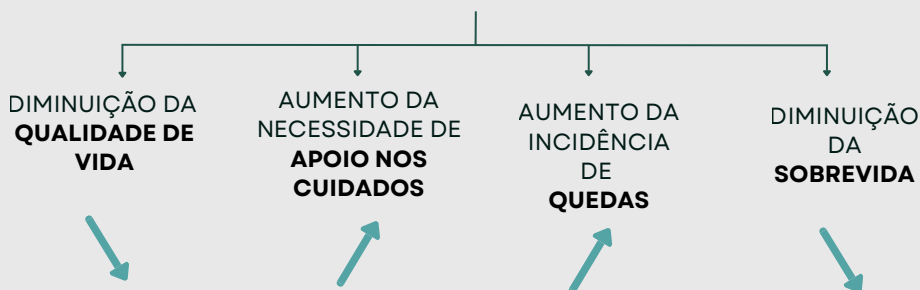 DIMINUIÇÃO DA
QUALIDADE DE
VIDA
AUMENTO DA
NECESSIDADE DE
APOIO NOS
CUIDADOS
AUMENTO DA
INCIDÊNCIA
DE
QUEDAS
DIMINUIÇÃO
DA
SOBREVIDA